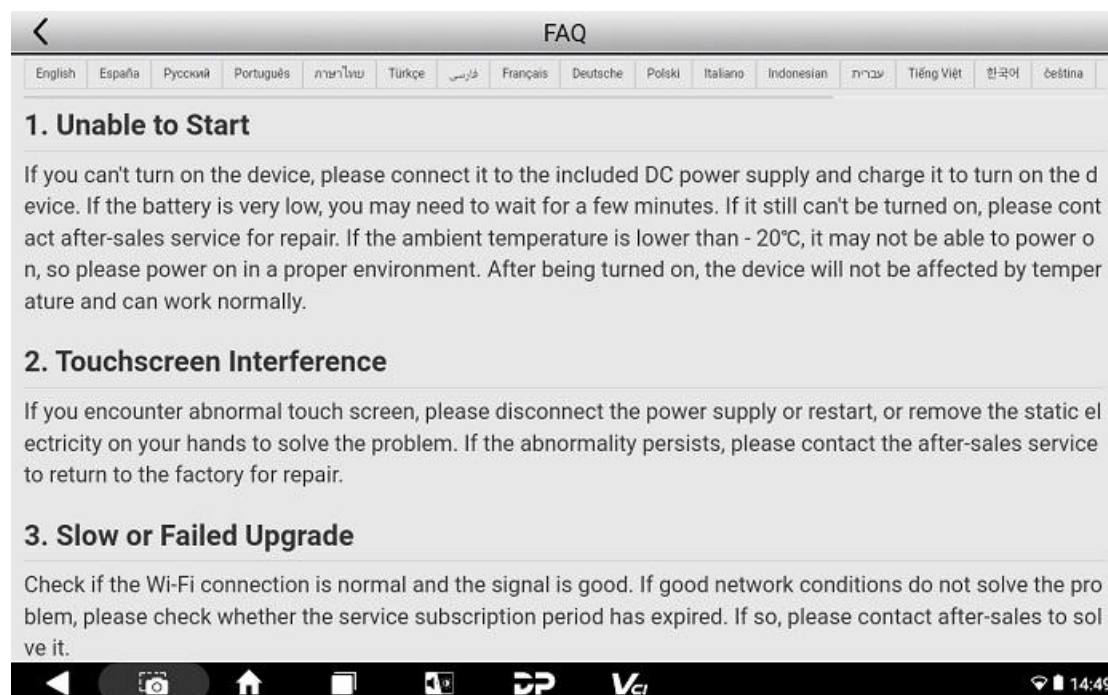 FAQ
English España Русский Português ภาษาไทย Türkçe فارسی Français Deutsche Polski Italiano Indonesian עברית Tiếng Việt 한국어 čeština
1. Unable to Start
If you can't turn on the device, please connect it to the included DC power supply and charge it to turn on the d
evice. If the battery is very low, you may need to wait for a few minutes. If it still can't be turned on, please cont
act after-sales service for repair. If the ambient temperature is lower than - 20℃, it may not be able to power o
n, so please power on in a proper environment. After being turned on, the device will not be affected by temper
ature and can work normally.
2. Touchscreen Interference
If you encounter abnormal touch screen, please disconnect the power supply or restart, or remove the static el
ectricity on your hands to solve the problem. If the abnormality persists, please contact the after-sales service
to return to the factory for repair.
3. Slow or Failed Upgrade
Check if the Wi-Fi connection is normal and the signal is good. If good network conditions do not solve the pro
blem, please check whether the service subscription period has expired. If so, please contact after-sales to sol
ve it.
DP VCI 14:49